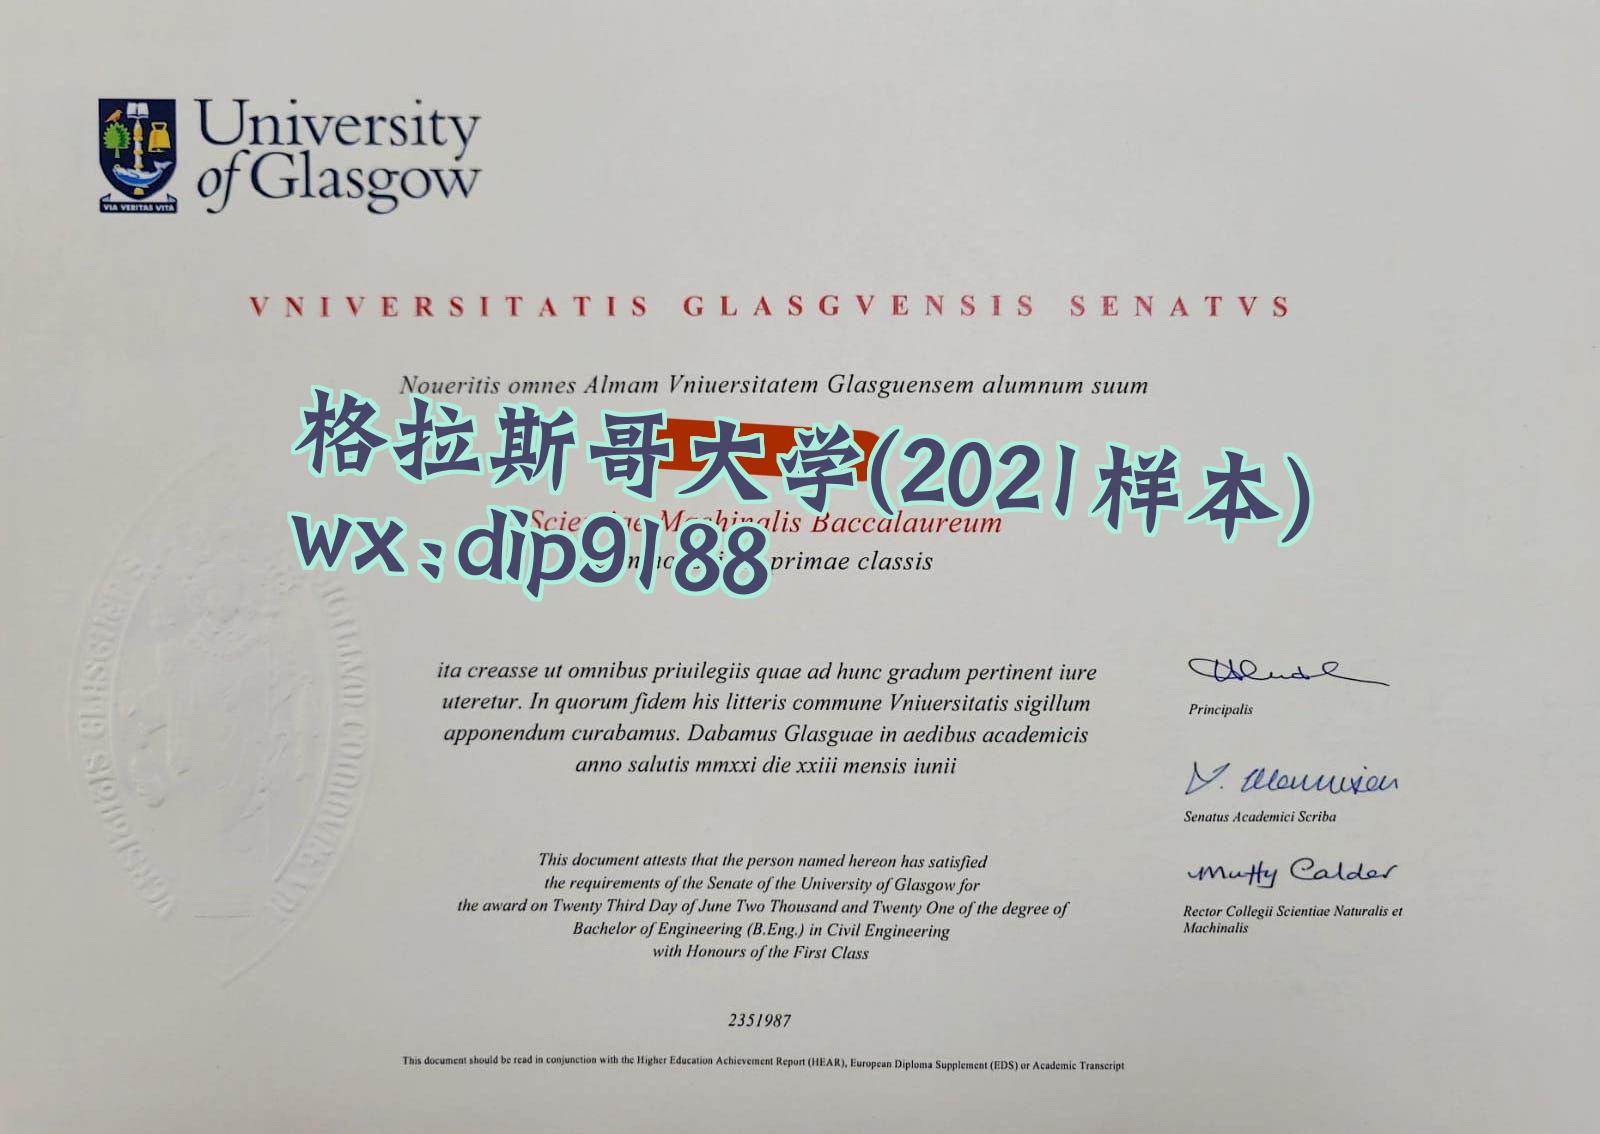 University
of Glasgow
VIA VERITAS VITA
VNIVERSITATIS GLASGVENSIS SENATVS
Noueritis omnes Almam Vniuersitatem Glasguensem alumnum suum
格拉斯哥大学(2021样本)
Machinalis Baccalaureum
wx:dip9188
primae classis
ita creasse ut omnibus priuilegiis quae ad hunc gradum pertinent iure
uteretur. In quorum fidem his litteris commune Vniuersitatis sigillum
apponendum curabamus. Dabamus Glasguae in aedibus academicis
anno salutis mmxxi die xxiii mensis iunii
Principalis
Senatus Academici Scriba
Muffy Calder
Rector Collegii Scientiae Naturalis et
Machinalis
This document attests that the person named hereon has satisfied
the requirements of the Senate of the University of Glasgow for
the award on Twenty Third Day of June Two Thousand and Twenty One of the degree of
Bachelor of Engineering (B.Eng.) in Civil Engineering
with Honours of the First Class
2351987
This document should be read in conjunction with the Higher Education Achievement Report (HEAR), European Diploma Supplement (EDS) or Academic Transcript